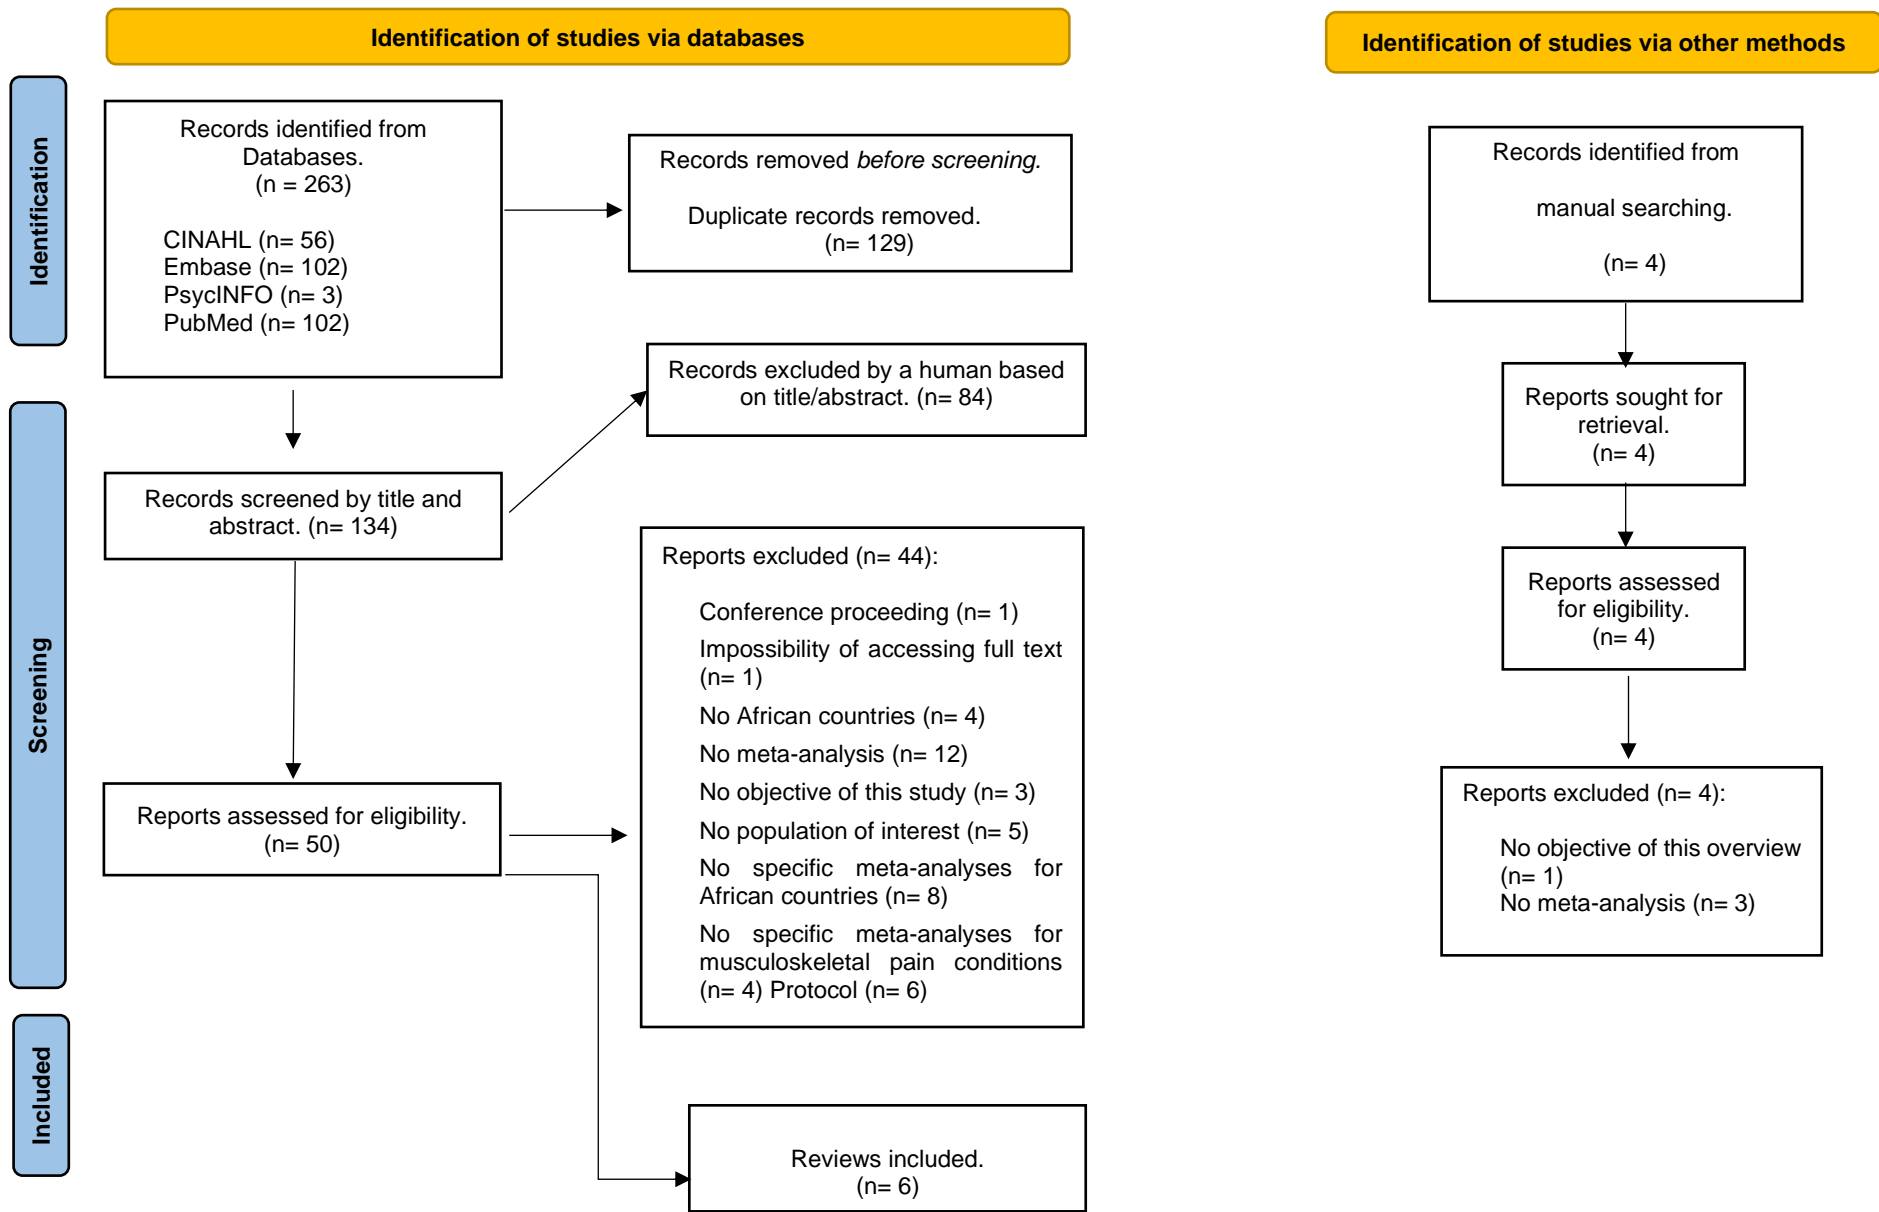 Identification of studies via databases
Identification of studies via other methods
Identification
Records identified from
Databases.
(n = 263)
CINAHL (n= 56)
Embase (n= 102)
PsycINFO (n= 3)
PubMed (n= 102)
Records removed before screening.
Duplicate records removed.
(n= 129)
Records identified from
manual searching.
(n= 4)
Screening
Records excluded by a human based
on title/abstract. (n= 84)
Records screened by title and
abstract. (n= 134)
Reports sought for
retrieval.
(n= 4)
Reports excluded (n= 44):
Conference proceeding (n= 1)
Impossibility of accessing full text
(n= 1)
No African countries (n= 4)
No meta-analysis (n= 12)
No objective of this study (n= 3)
No population of interest (n= 5)
No specific meta-analyses for
African countries (n= 8)
No specific meta-analyses for
musculoskeletal pain conditions
(n= 4) Protocol (n= 6)
Reports assessed
for eligibility.
(n= 4)
Reports assessed for eligibility.
(n= 50)
Reports excluded (n= 4):
No objective of this overview
(n= 1)
No meta-analysis (n= 3)
Included
Reviews included.
(n= 6)